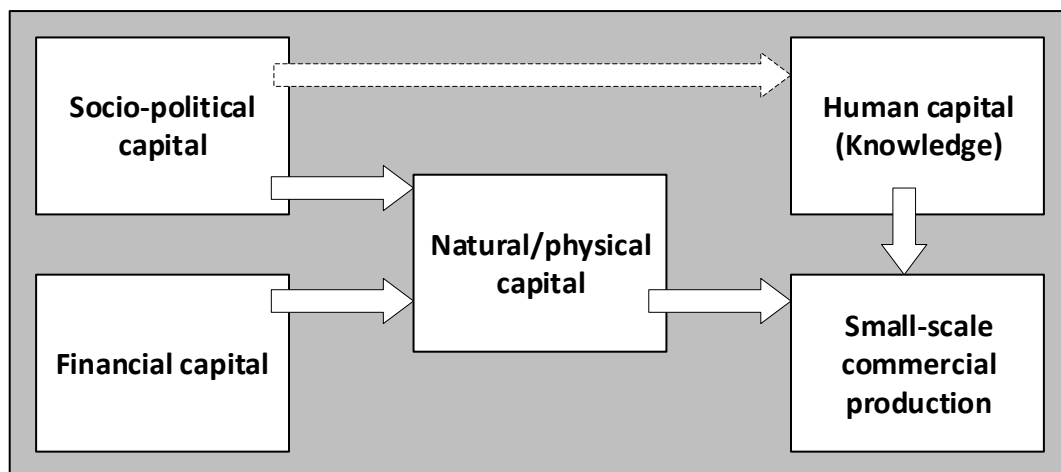 Socio-political
capital
Human capital
(Knowledge)
Natural/physical
capital
Financial capital
Small-scale
commercial
production